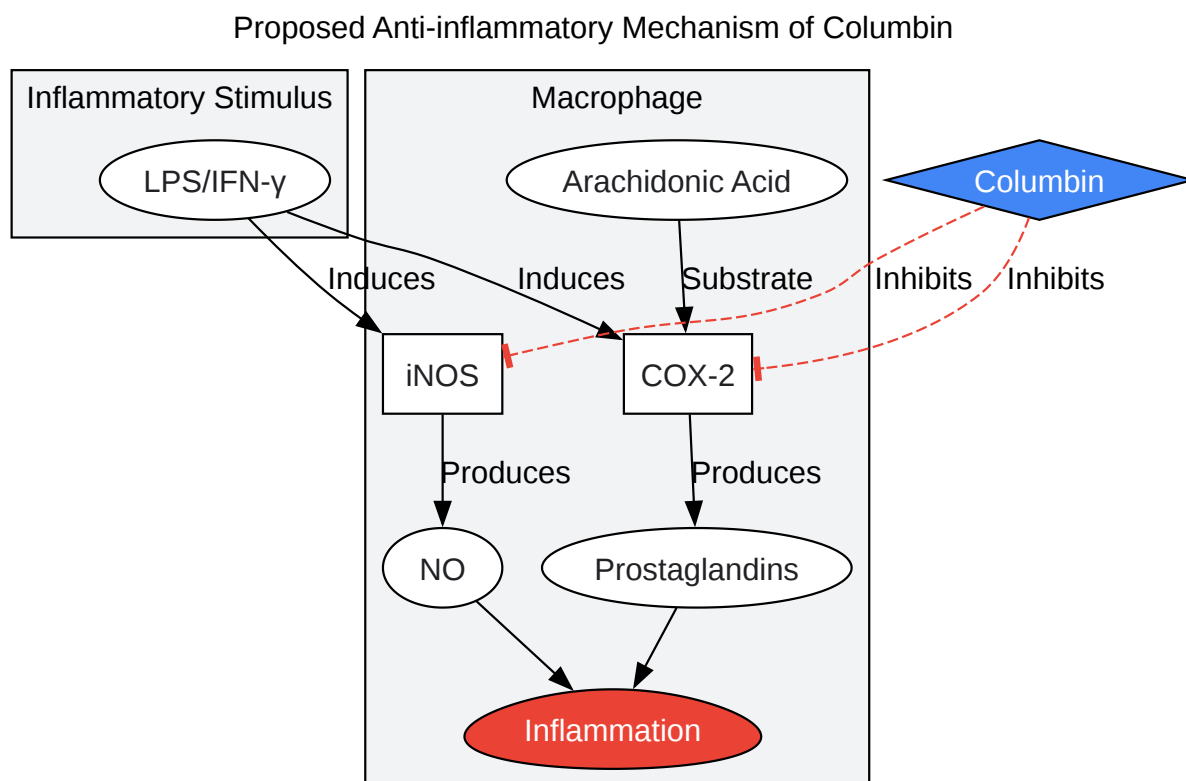 Proposed Anti-inflammatory Mechanism of Columbin
Inflammatory Stimulus
Macrophage
LPS/IFN-γ
Arachidonic Acid
Columbin
Induces
Induces
Substrate
Inhibits
Inhibits
iNOS
COX-2
Produces
Produces
NO
Prostaglandins
Inflammation